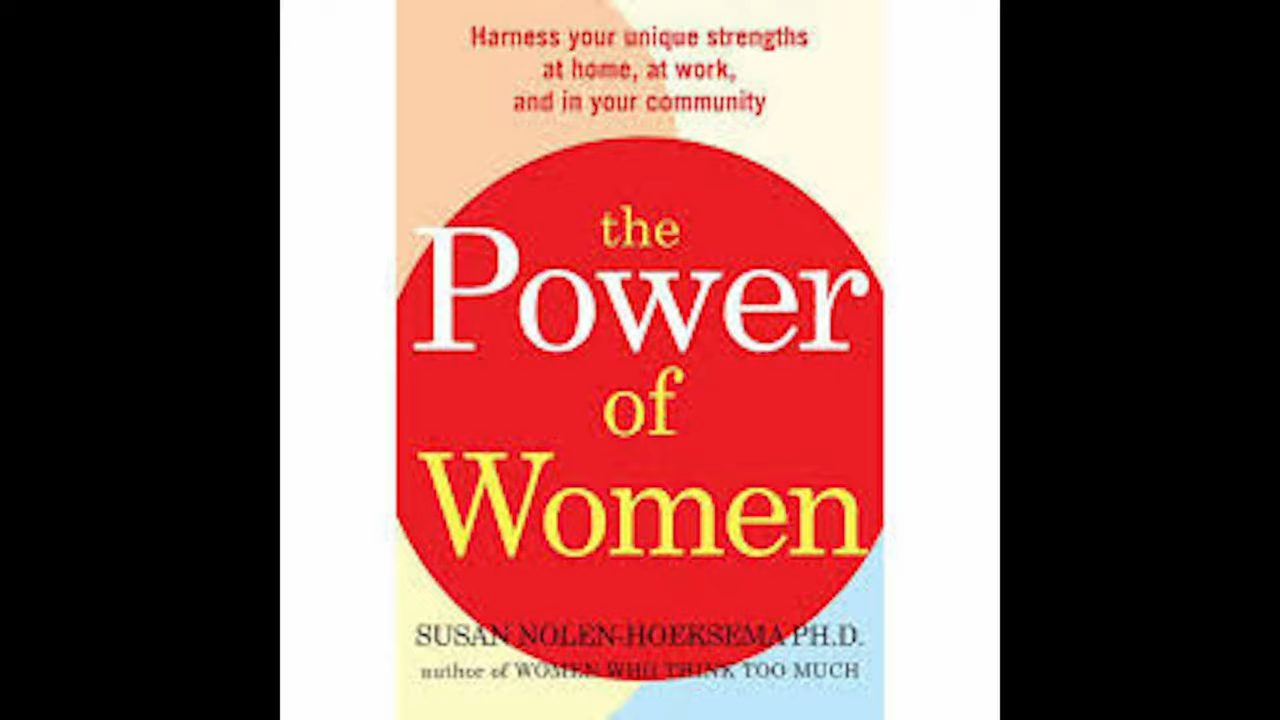 Harness your unique strengths
at home, at work,
and in your community
the
Power
of
Women
SUSAN NOLEN-HOEKSEMA PH.D.
author of WOMEN WHO THINK TOO MUCH